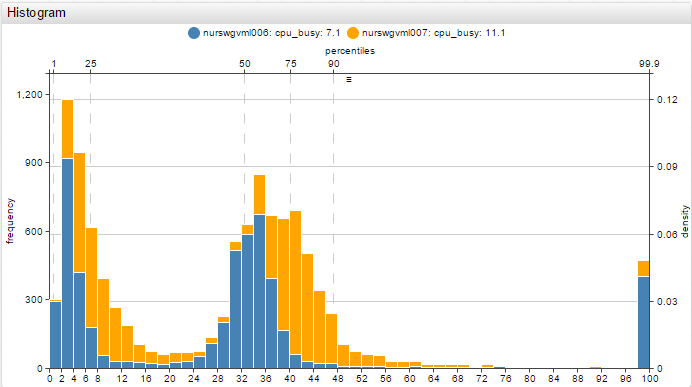 Histogram
nurswgvml006: cpu_busy: 7.1 nurswgvml007: cpu_busy: 11.1
percentiles
1 25 50 75 90 99.9
1,200 0.12
900 0.09
frequency density
600 0.06
300 0.03
0 0
0 2 4 6 8 12 16 20 24 28 32 36 40 44 48 52 56 60 64 68 72 76 80 84 88 92 96 100